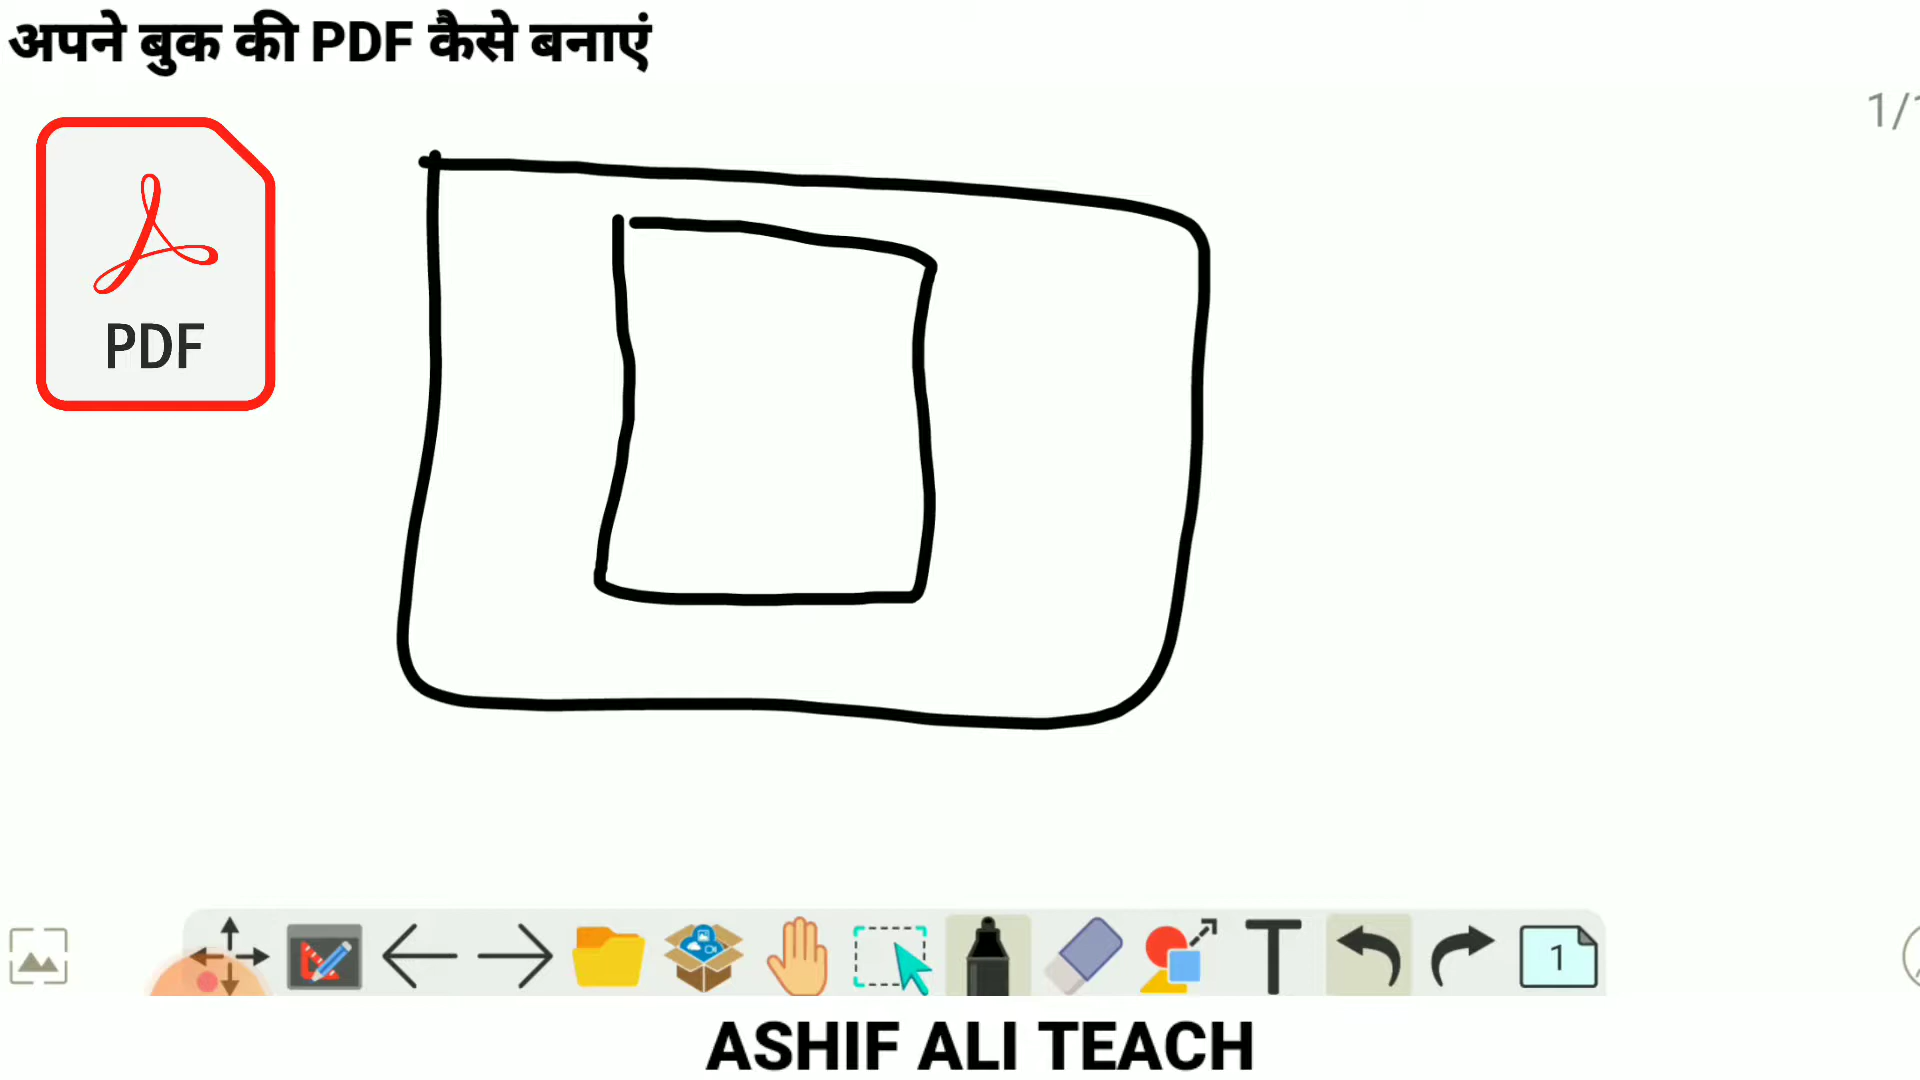 अपने बुक की PDF कैसे बनाएं
1/
PDF
1
ASHIF ALI TEACH